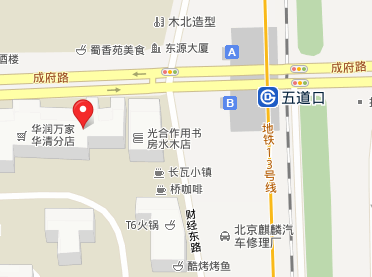 木北造型
酒楼
蜀香苑美食
东源大厦
A
成府路
成府路
B
五道口
华润万家
华清分店
光合作用书
房水木店
地铁13号线
长瓦小镇
桥咖啡
财经东路
T6火锅
北京麒麟汽
车修理厂
酷烤烤鱼